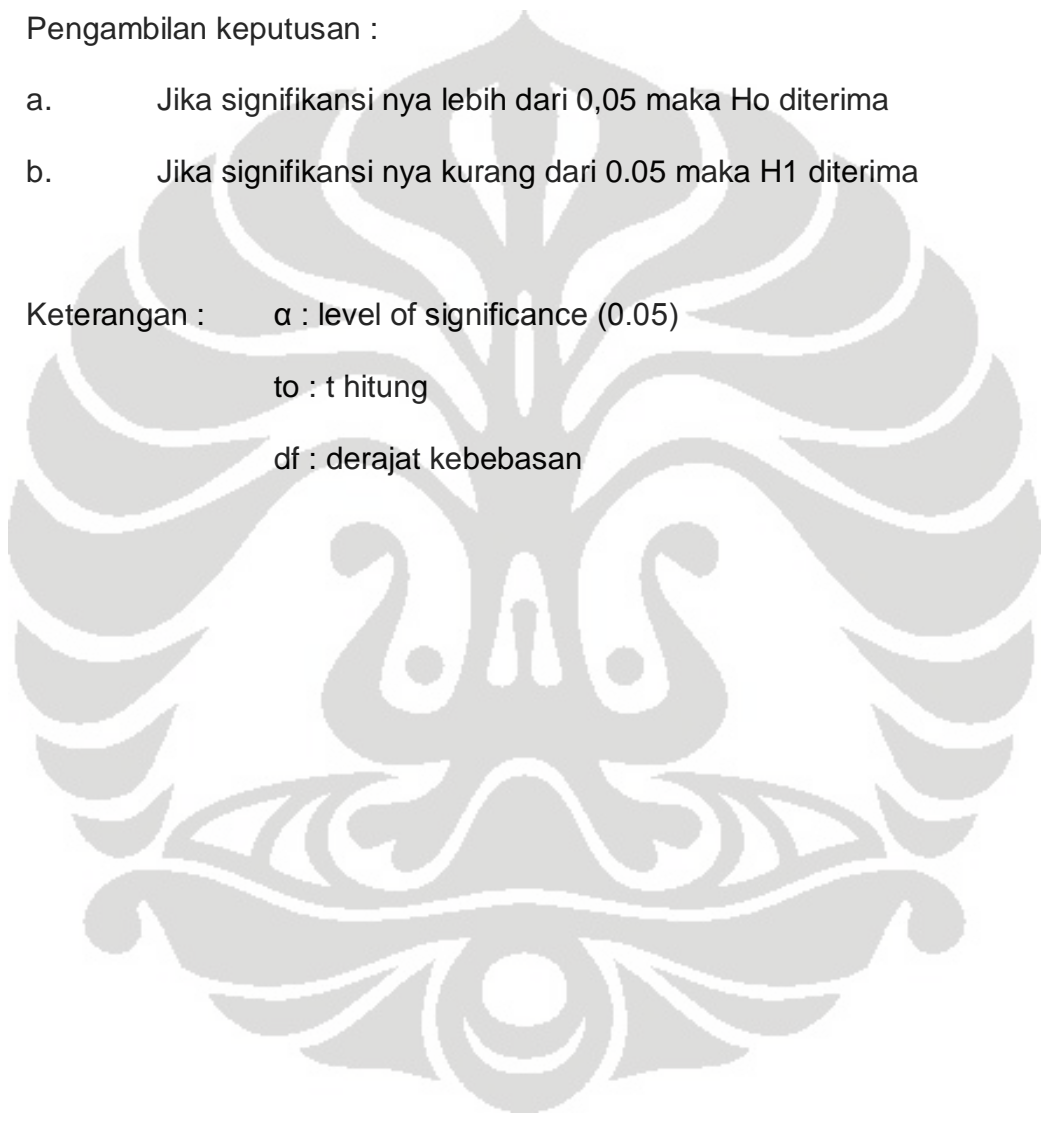 Pengambilan keputusan :
a. Jika signifikansi nya lebih dari 0,05 maka Ho diterima
b. Jika signifikansi nya kurang dari 0.05 maka H1 diterima
Keterangan : α : level of significance (0.05)
to : t hitung
df : derajat kebebasan